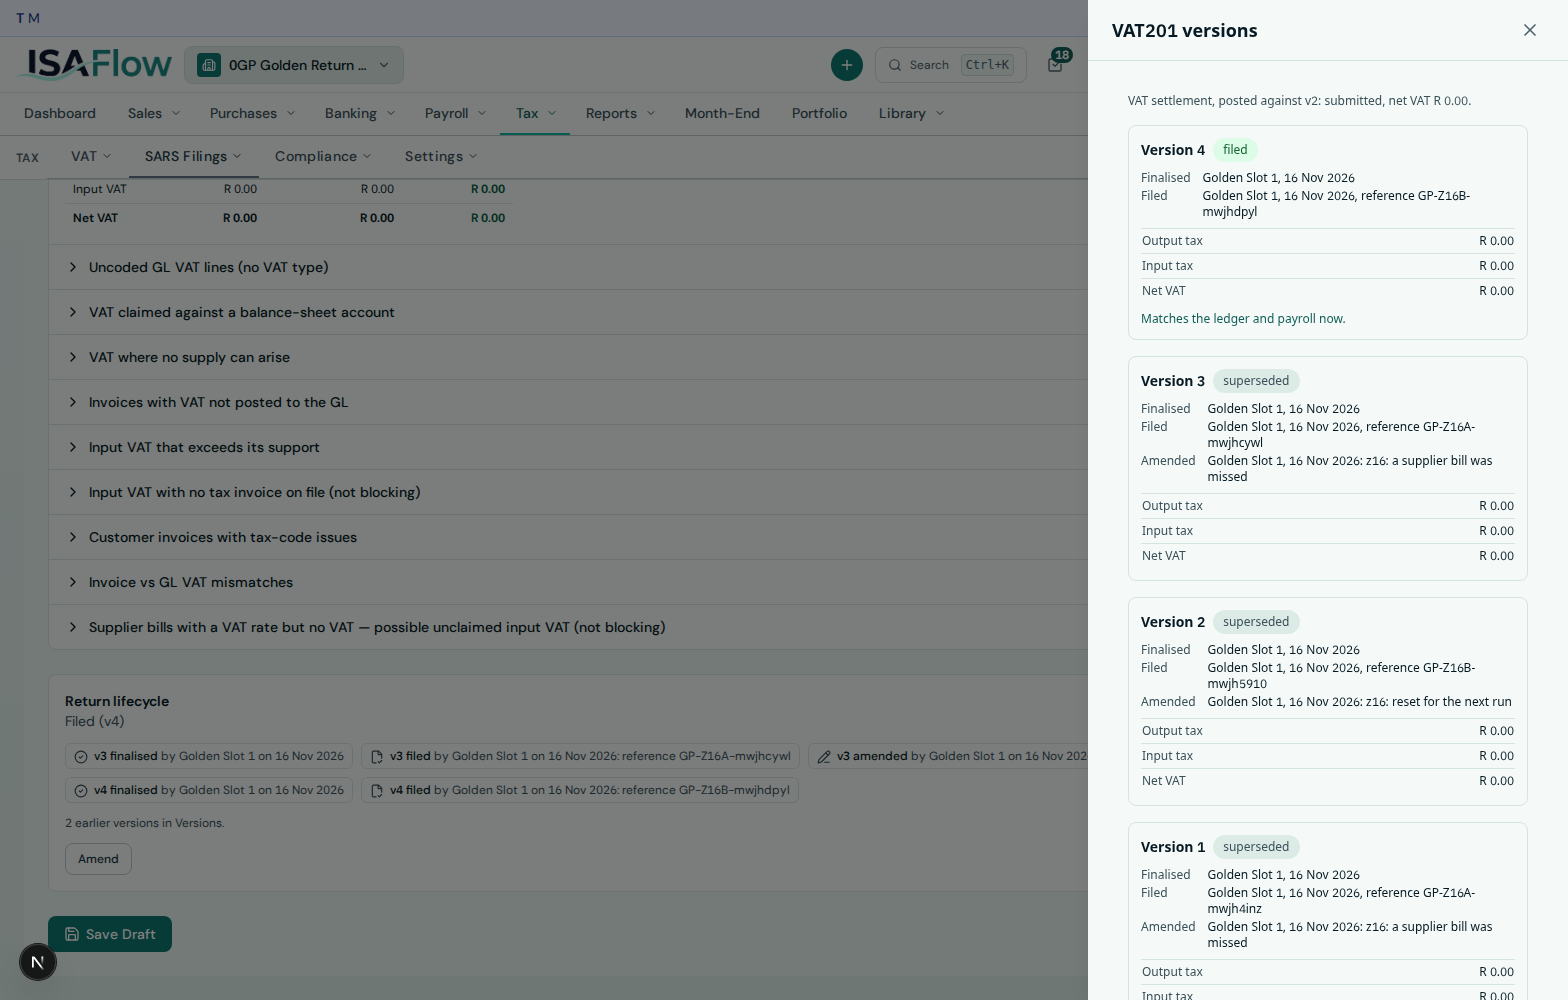 T M
ISAFlow
0GP Golden Return ...
Search Ctrl+K
18
Dashboard Sales Purchases Banking Payroll Tax Reports Month-End Portfolio Library
TAX VAT SARS Filings Compliance Settings
Input VAT R 0.00 R 0.00 R 0.00
Net VAT R 0.00 R 0.00 R 0.00
Uncoded GL VAT lines (no VAT type)
VAT claimed against a balance-sheet account
VAT where no supply can arise
Invoices with VAT not posted to the GL
Input VAT that exceeds its support
Input VAT with no tax invoice on file (not blocking)
Customer invoices with tax-code issues
Invoice vs GL VAT mismatches
Supplier bills with a VAT rate but no VAT — possible unclaimed input VAT (not blocking)
Return lifecycle
Filed (v4)
v3 finalised by Golden Slot 1 on 16 Nov 2026
v3 filed by Golden Slot 1 on 16 Nov 2026: reference GP-Z16A-mwjhcywl
v3 amended by Golden Slot 1 on 16 Nov 202
v4 finalised by Golden Slot 1 on 16 Nov 2026
v4 filed by Golden Slot 1 on 16 Nov 2026: reference GP-Z16B-mwjhdpyl
2 earlier versions in Versions.
Amend
Save Draft
N
VAT201 versions
VAT settlement, posted against v2: submitted, net VAT R 0.00.
Version 4 filed
Finalised Golden Slot 1, 16 Nov 2026
Filed Golden Slot 1, 16 Nov 2026, reference GP-Z16B-
mwjhdpyl
Output tax R 0.00
Input tax R 0.00
Net VAT R 0.00
Matches the ledger and payroll now.
Version 3 superseded
Finalised Golden Slot 1, 16 Nov 2026
Filed Golden Slot 1, 16 Nov 2026, reference GP-Z16A-
mwjhcywl
Amended Golden Slot 1, 16 Nov 2026: z16: a supplier bill was
missed
Output tax R 0.00
Input tax R 0.00
Net VAT R 0.00
Version 2 superseded
Finalised Golden Slot 1, 16 Nov 2026
Filed Golden Slot 1, 16 Nov 2026, reference GP-Z16B-
mwjh5910
Amended Golden Slot 1, 16 Nov 2026: z16: reset for the next run
Output tax R 0.00
Input tax R 0.00
Net VAT R 0.00
Version 1 superseded
Finalised Golden Slot 1, 16 Nov 2026
Filed Golden Slot 1, 16 Nov 2026, reference GP-Z16A-
mwjh4inz
Amended Golden Slot 1, 16 Nov 2026: z16: a supplier bill was
missed
Output tax R 0.00
Input tax R 0.00